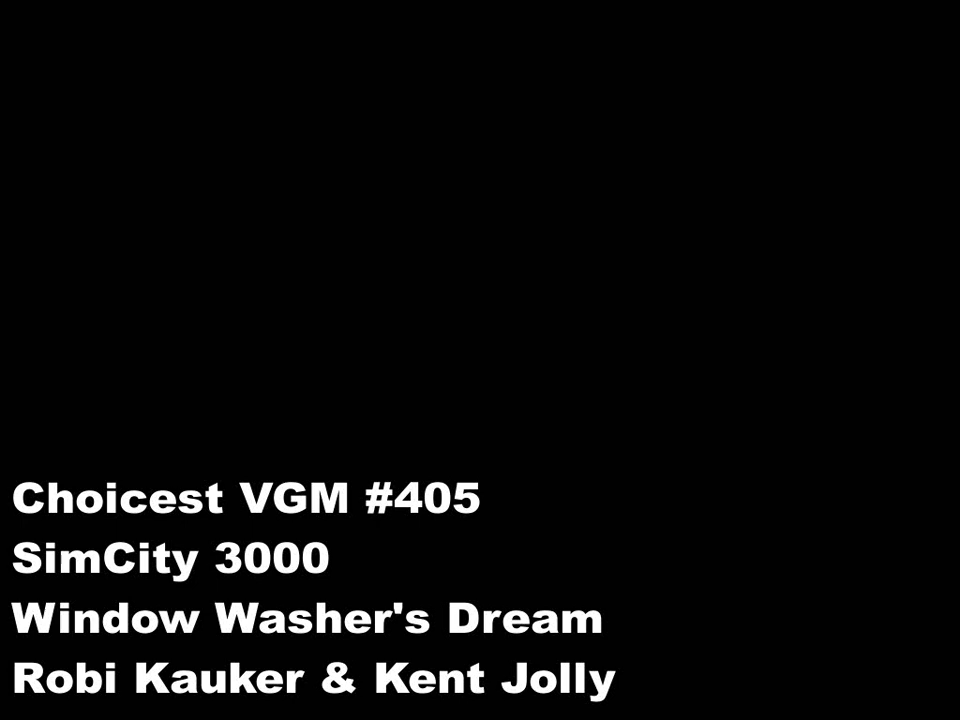 Choicest VGM #405
SimCity 3000
Window Washer's Dream
Robi Kauker & Kent Jolly